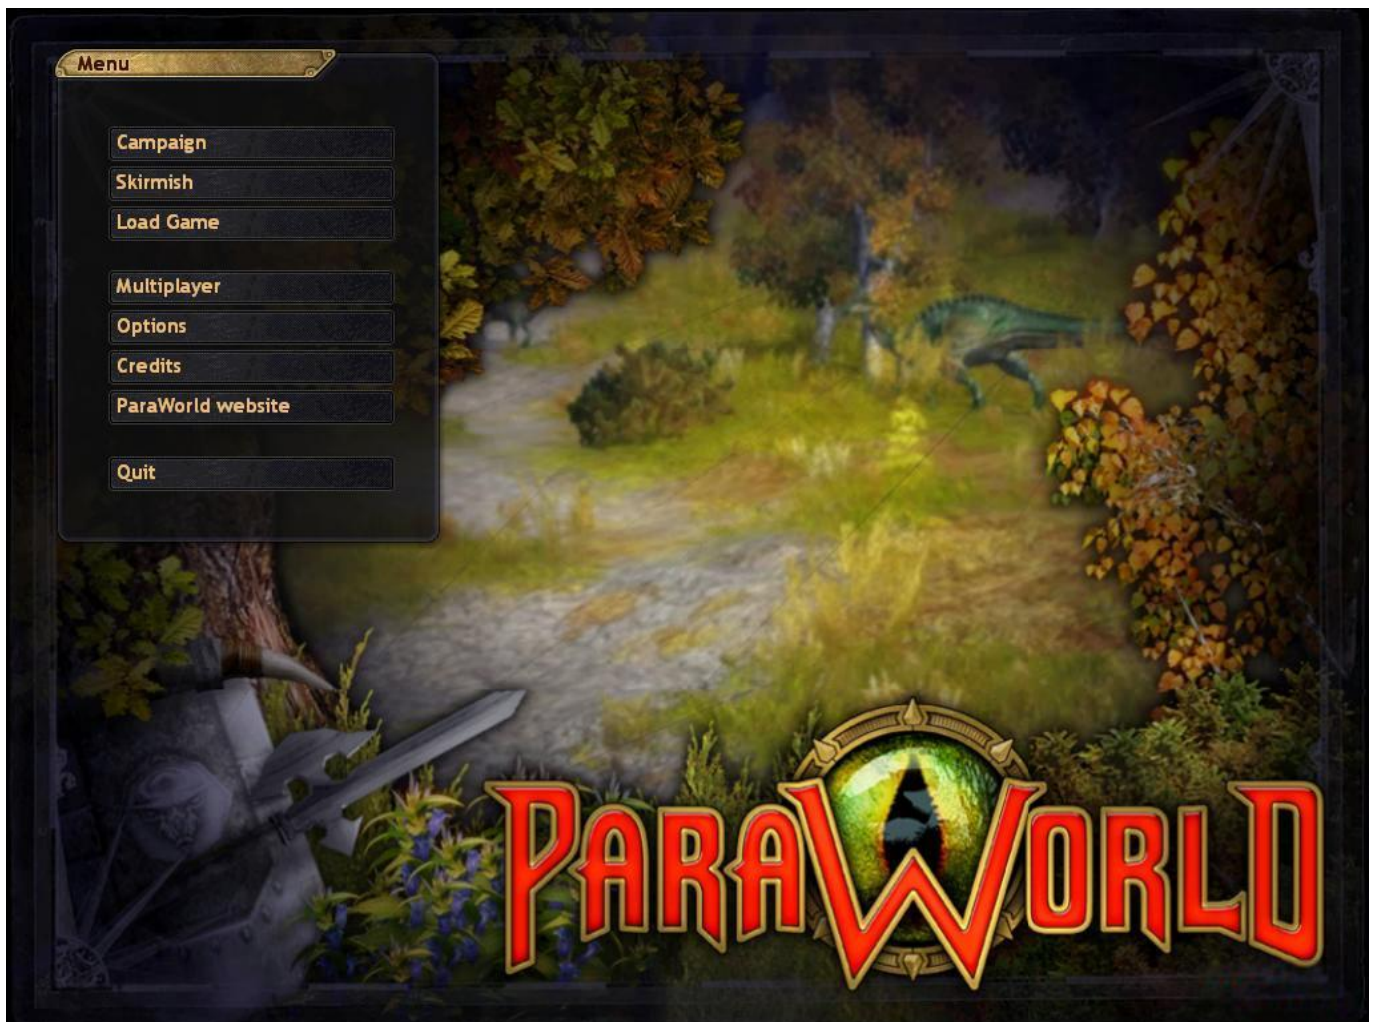 Menu
Campaign
Skirmish
Load Game
Multiplayer
Options
Credits
ParaWorld website
Quit
PARAWORLD